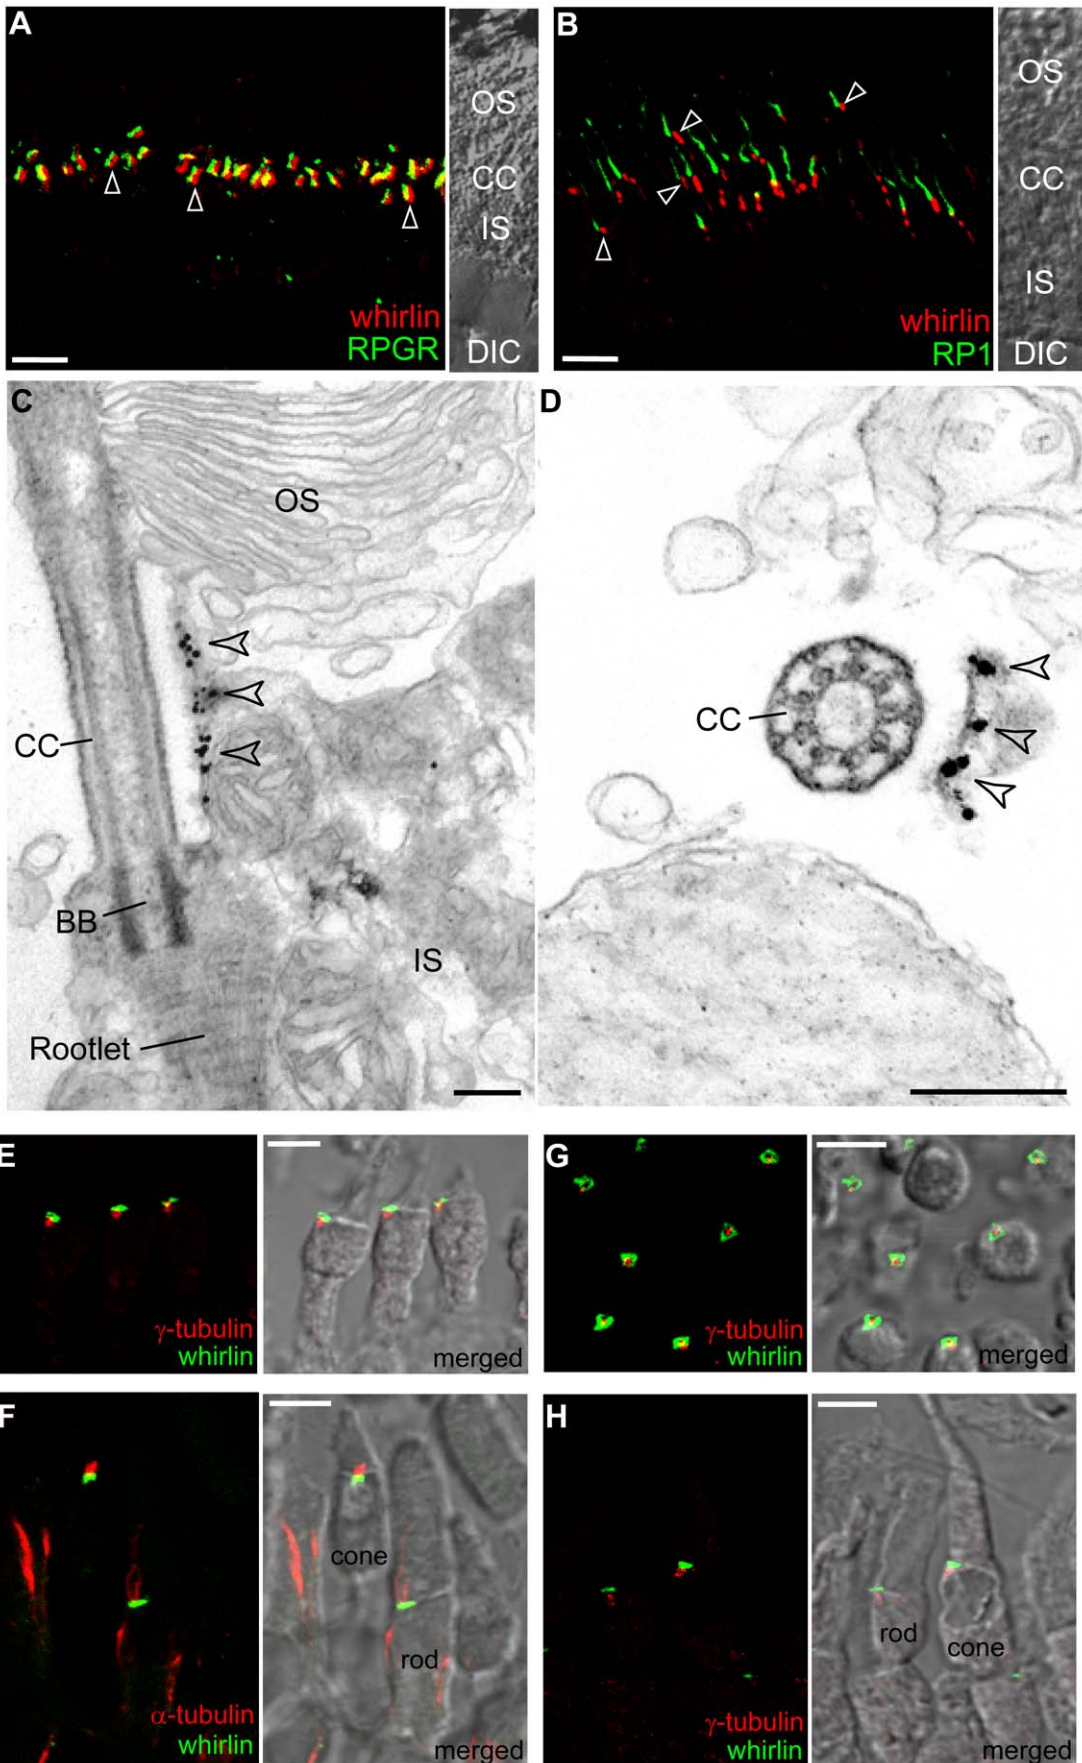 A
OS
CC
IS
whirlin
RPGR
DIC
B
OS
CC
IS
whirlin
RP1
DIC
C
OS
CC
BB
IS
Rootlet
D
CC
E
γ-tubulin
whirlin
merged
G
γ-tubulin
whirlin
merged
F
cone
rod
α-tubulin
whirlin
merged
H
rod
cone
γ-tubulin
whirlin
merged